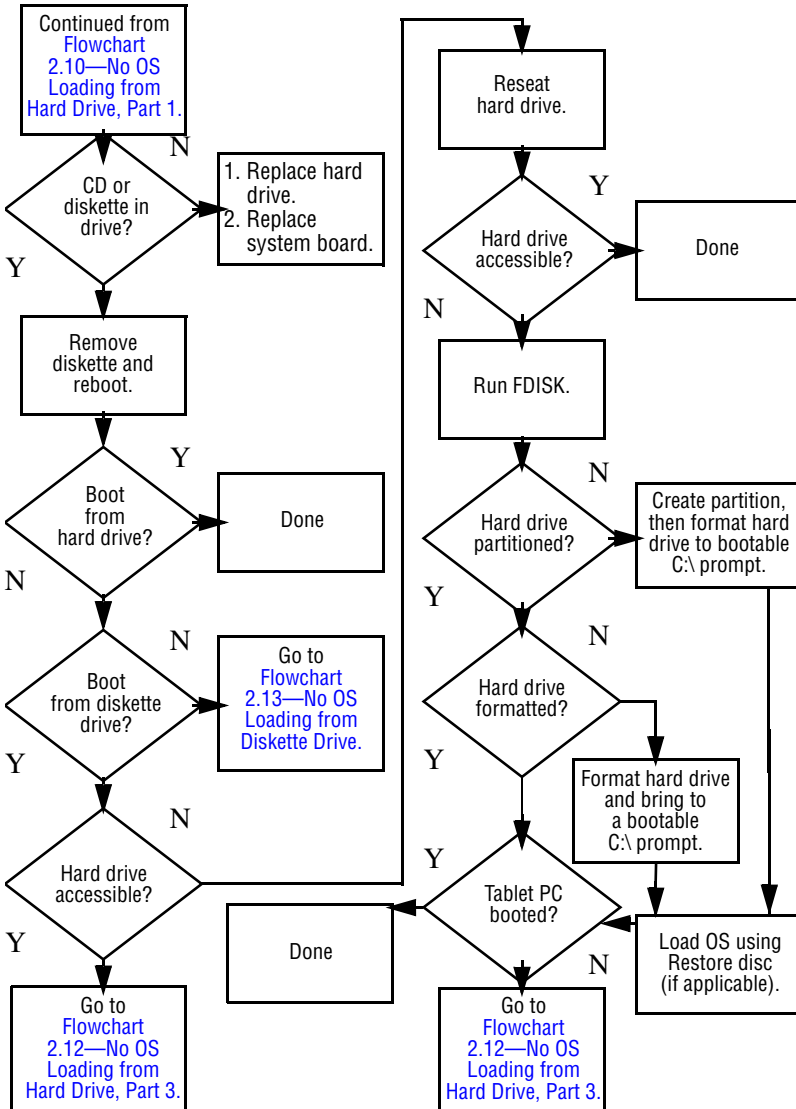 Continued from
Flowchart
2.10—No OS
Loading from
Hard Drive, Part 1.
N
CD or
diskette in
drive?
1. Replace hard
drive.
2. Replace
system board.
Y
Remove
diskette and
reboot.
Y
Boot
from
hard drive?
Done
N
N
Boot
from diskette
drive?
Go to
Flowchart
2.13—No OS
Loading from
Diskette Drive.
Y
N
Hard drive
accessible?
Y
Go to
Flowchart
2.12—No OS
Loading from
Hard Drive, Part 3.
Reseat
hard drive.
Y
Hard drive
accessible?
Done
N
Run FDISK.
N
Hard drive
partitioned?
Create partition,
then format hard
drive to bootable
C:\ prompt.
Y
N
Hard drive
formatted?
Y
Format hard drive
and bring to
a bootable
C:\ prompt.
Y
Tablet PC
booted?
Done
Load OS using
Restore disc
(if applicable).
N
Go to
Flowchart
2.12—No OS
Loading from
Hard Drive, Part 3.